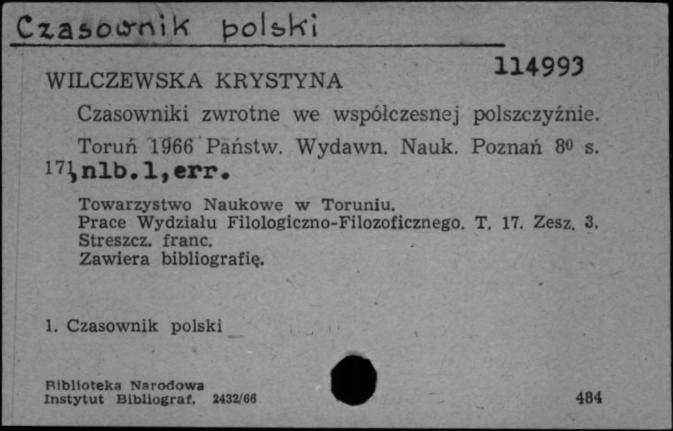 Czasownik polski
114993
WILCZEWSKA KRYSTYNA
Czasowniki zwrotne we współczesnej polszczyźnie.
Toruń 1966 Państw. Wydawn. Nauk. Poznań 8⁰ s.
171, nlb. 1, err.
Towarzystwo Naukowe w Toruniu.
Prace Wydziału Filologiczno-Filozoficznego. T. 17. Zesz. 3.
Streszcz. franc.
Zawiera bibliografię.
1. Czasownik polski
Biblioteka Narodowa
Instytut Bibliograf. 2432/66
484